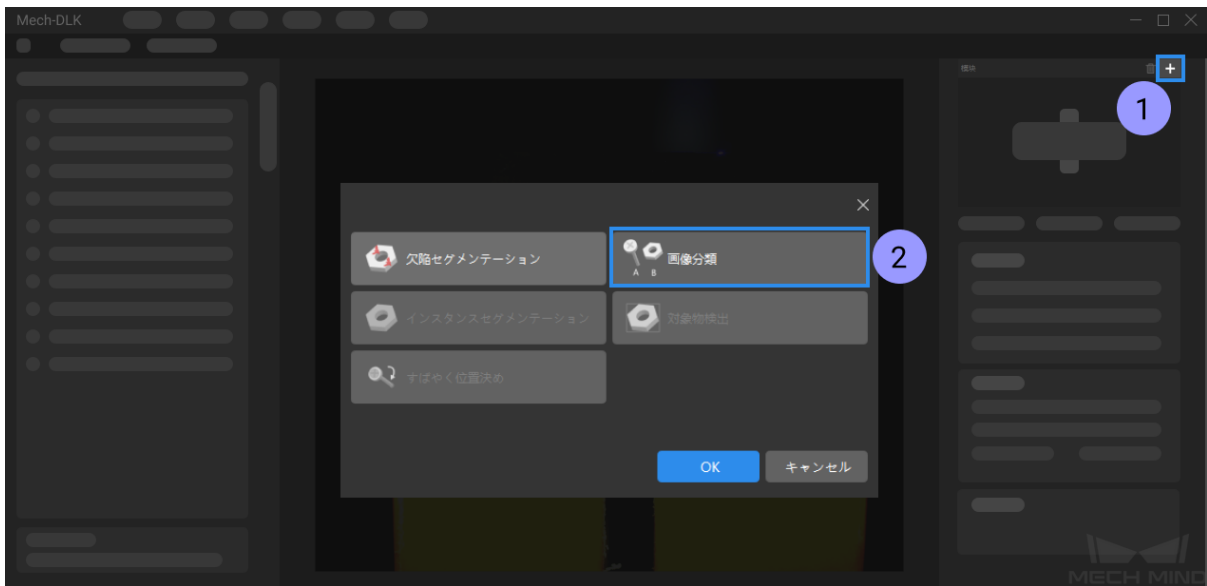 Mech-DLK
模块
1
欠陥セグメンテーション
画像分類
A B
2
インスタンスセグメンテーション
対象物検出
すばやく位置決め
OK
キャンセル
MECH MIND